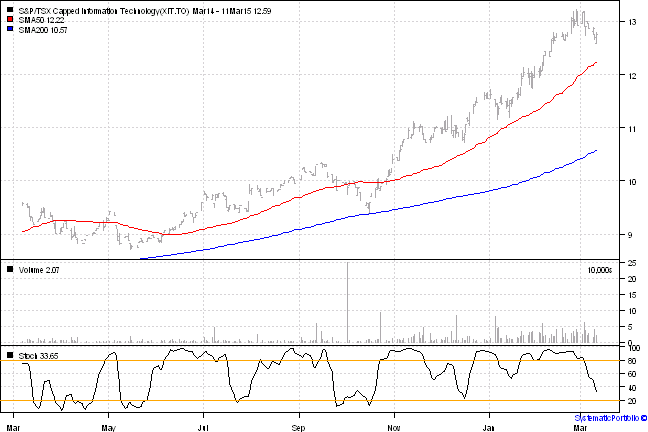 S&P/TSX Capped Information Technology(XIT.TO) Mar14 - 11Mar15 12.59
SMA50 12.22
SMA200 10.57
13
12
11
10
9
Volume 2.07
10,000s
25
20
15
10
5
0
Stoch 33.65
100
80
60
40
20
Mar May Jul Sep Nov Jan Mar
SystematicPortfolio ©